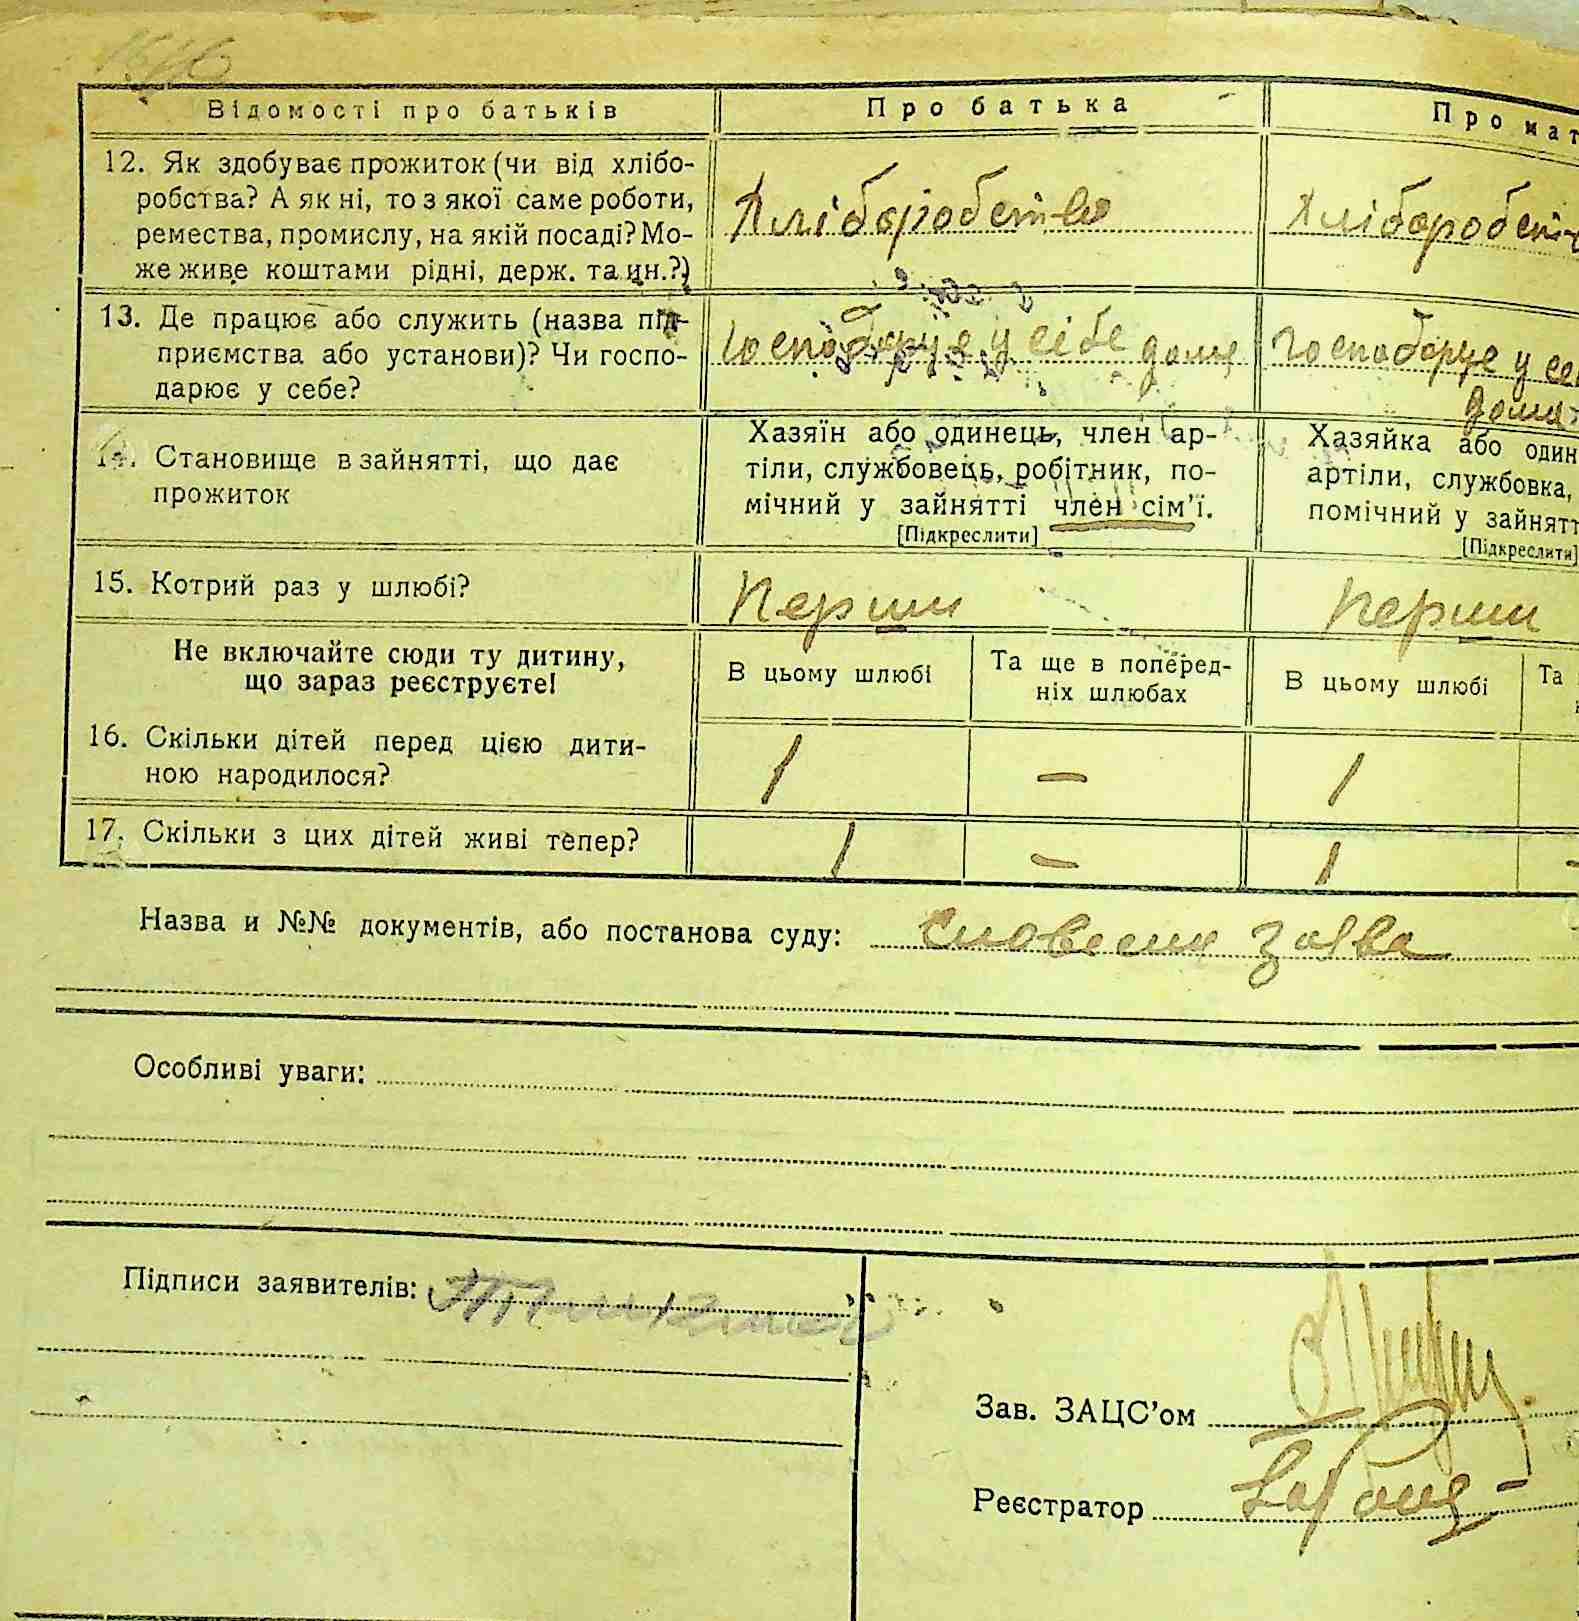 Відомості про батьків Про батька Про мат
12. Як здобуває прожиток (чи від хлібо-
робства? А як ні, то з якої саме роботи,
ремества, промислу, на якій посаді? Мо-
же живе коштами рідні, держ. та ин.?)
Хліборобство Хліборобст
13. Де працює або служить (назва під-
приємства або установи)? Чи госпо-
дарює у себе?
Господарує у себе дома Господарує у се
дома
14. Становище в зайнятті, що дає
прожиток
Хазяїн або одинець, член ар-
тіли, службовець, робітник, по-
мічний у зайнятті член сім'ї.
[Підкреслити]
Хазяйка або один
артіли, службовка,
помічний у зайнятт
[Підкреслити]
15. Котрий раз у шлюбі? Перши Перши
Не включайте сюди ту дитину,
що зараз реєструєте!
В цьому шлюбі Та ще в поперед-
ніх шлюбах В цьому шлюбі Та
16. Скільки дітей перед цією дити-
ною народилося? 1 — 1
17. Скільки з цих дітей живі тепер? 1 — 1 -
Назва и №№ документів, або постанова суду: Словесна заява
Особливі уваги:
Підписи заявителів:
Зав. ЗАЦС'ом
Реєстратор